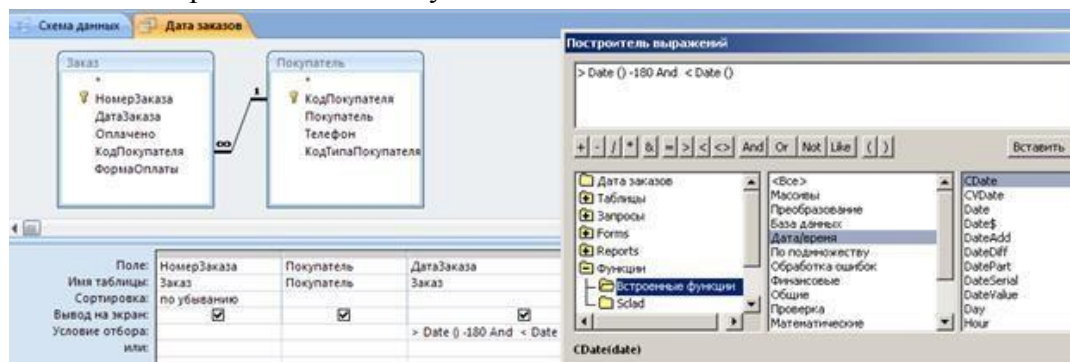 Схема данных
Дата заказов
Заказ
*
НомерЗаказа
ДатаЗаказа
Оплачено
КодПокупателя
ФормаОплаты
∞
1
Покупатель
*
КодПокупателя
Покупатель
Телефон
КодТипаПокупателя
Поле: НомерЗаказа Покупатель ДатаЗаказа
Имя таблицы: Заказ Покупатель Заказ
Сортировка: по убыванию
Вывод на экран:
Условие отбора: > Date () -180 And < Date
или:
Построитель выражений
> Date () -180 And < Date ()
+ - / * & = > < <> And Or Not Like ( ) Вставить
Дата заказов
Таблицы
Запросы
Forms
Reports
Функции
Встроенные функции
Sclad
<Все>
Массивы
Преобразование
База данных
Дата/время
По подмножеству
Обработка ошибок
Финансовые
Общие
Проверка
Математические
CDate
CVDate
Date
Date$
DateAdd
DateDiff
DatePart
DateSerial
DateValue
Day
Hour
CDate(date)